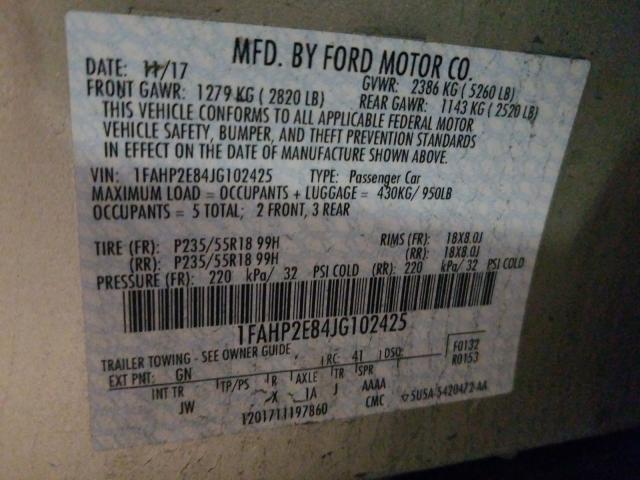 MFD. BY FORD MOTOR CO.
DATE: 11/17 GVWR: 2386 KG ( 5260 LB)
FRONT GAWR: 1279 KG ( 2820 LB) REAR GAWR: 1143 KG ( 2520 LB)
THIS VEHICLE CONFORMS TO ALL APPLICABLE FEDERAL MOTOR
VEHICLE SAFETY, BUMPER, AND THEFT PREVENTION STANDARDS
IN EFFECT ON THE DATE OF MANUFACTURE SHOWN ABOVE.
VIN: 1FAHP2E84JG102425 TYPE: Passenger Car
MAXIMUM LOAD = OCCUPANTS + LUGGAGE = 430KG/ 950LB
OCCUPANTS = 5 TOTAL; 2 FRONT, 3 REAR
TIRE (FR): P235/55R18 99H RIMS (FR): 18X8.0J
(RR): P235/55R18 99H (RR): 18X8.0J
PRESSURE (FR): 220 kPa/ 32 PSI COLD (RR): 220 kPa/ 32 PSI COLD
1FAHP2E84JG102425
TRAILER TOWING - SEE OWNER GUIDE F0132
EXT PNT: GN RC: 41 DSO: R0153
INT TR TP/PS R AXLE TR SPR
JW X 1A J AAAA
1201711197860 CMC 5U5A-5420472-AA